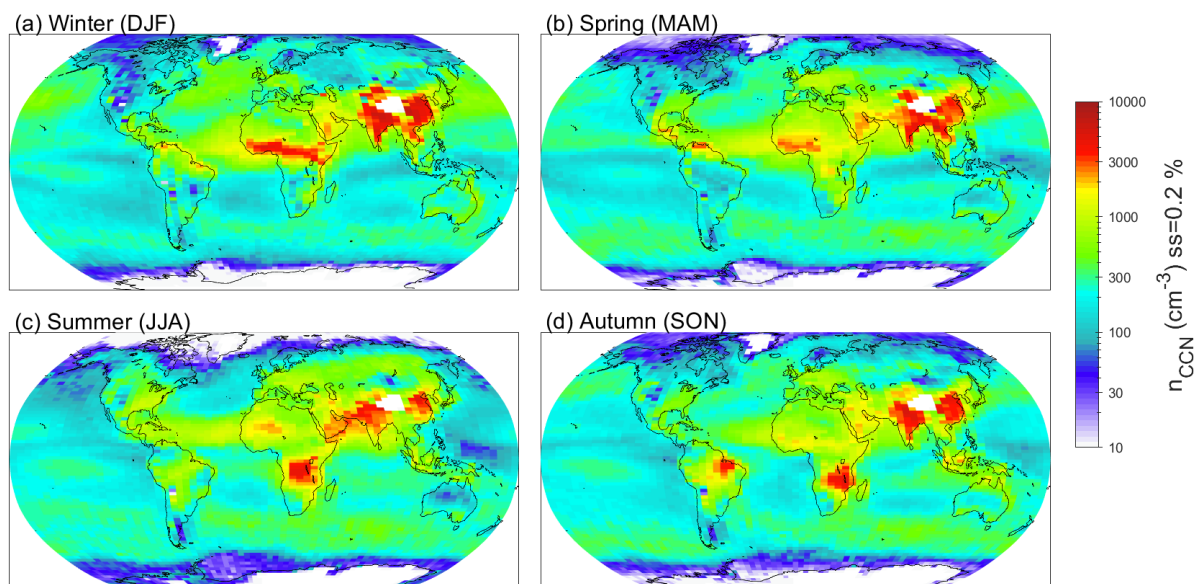 (a) Winter (DJF)
(b) Spring (MAM)
(c) Summer (JJA)
(d) Autumn (SON)
10000
3000
1000
300
100
30
10
n_CCN (cm⁻³) ss=0.2 %